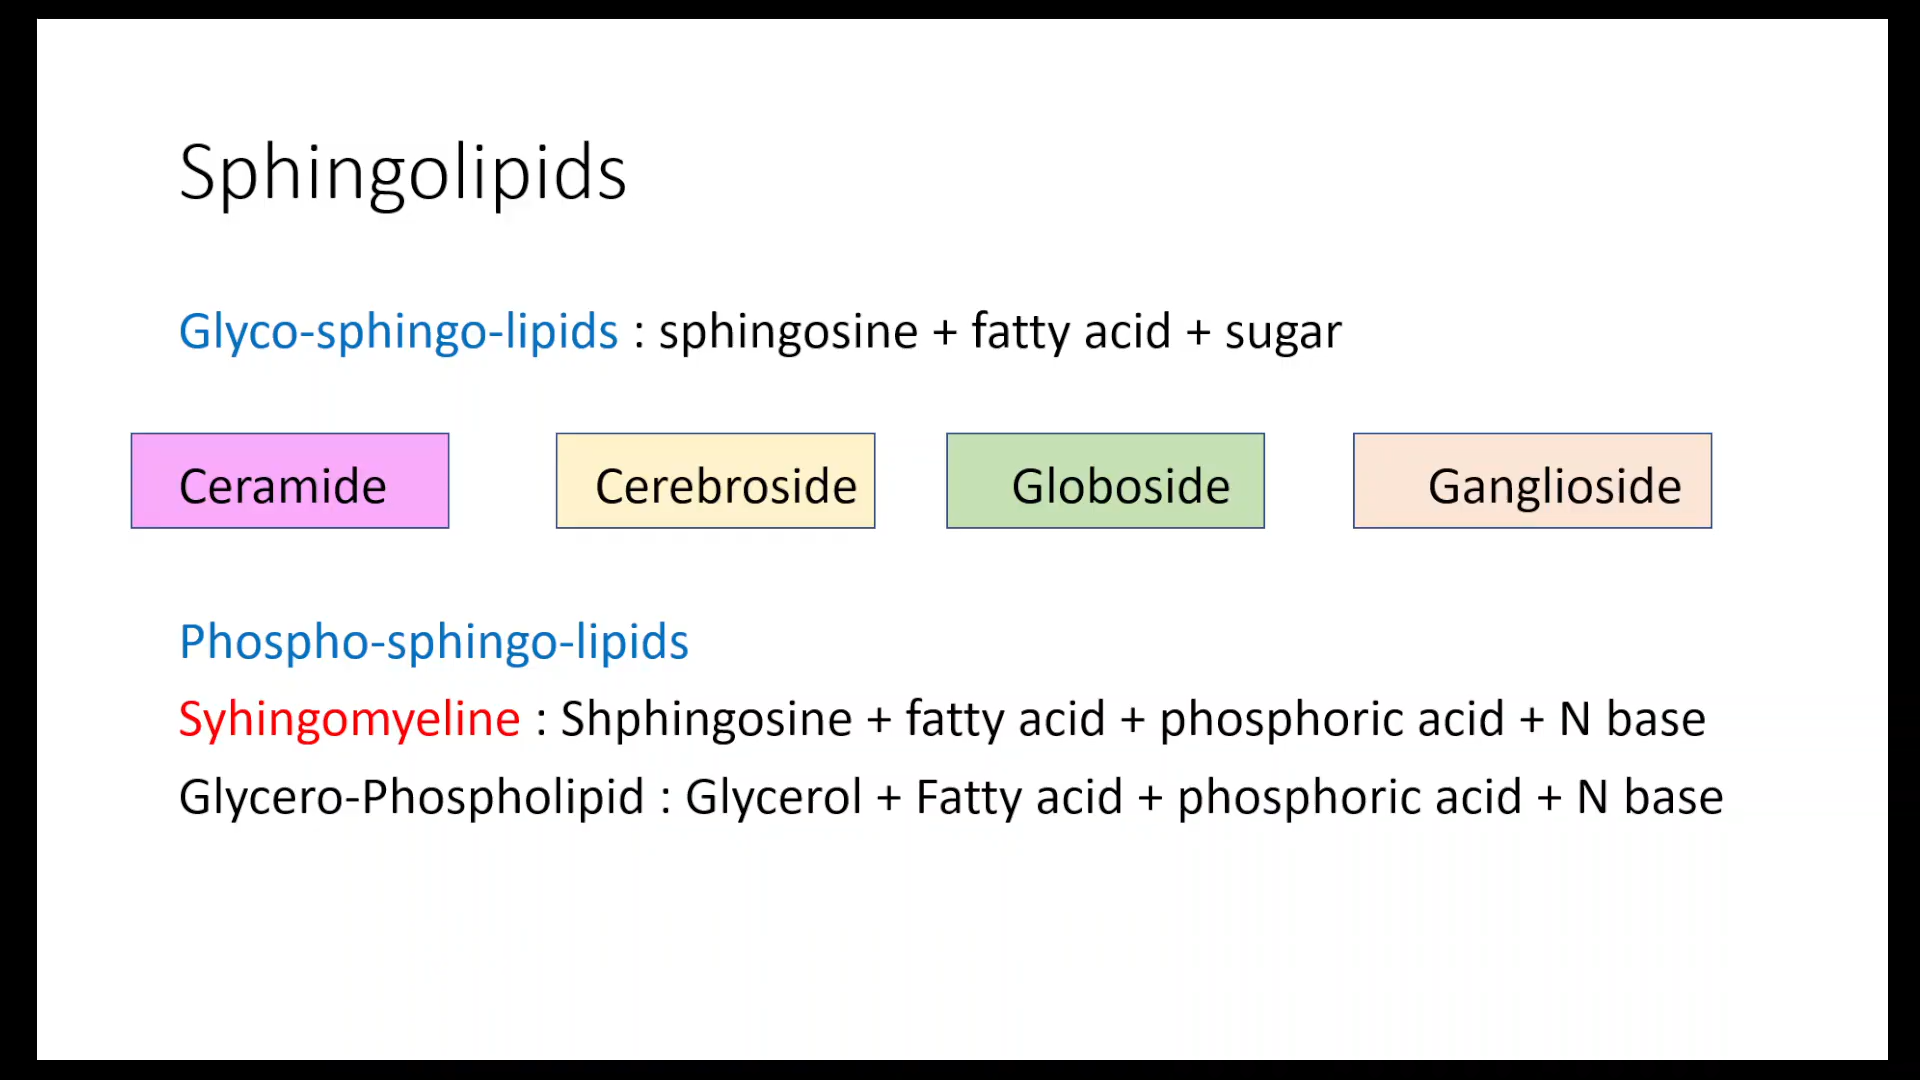 Sphingolipids
Glyco-sphingo-lipids : sphingosine + fatty acid + sugar
Ceramide Cerebroside Globoside Ganglioside
Phospho-sphingo-lipids
Syhingomyeline : Shphingosine + fatty acid + phosphoric acid + N base
Glycero-Phospholipid : Glycerol + Fatty acid + phosphoric acid + N base